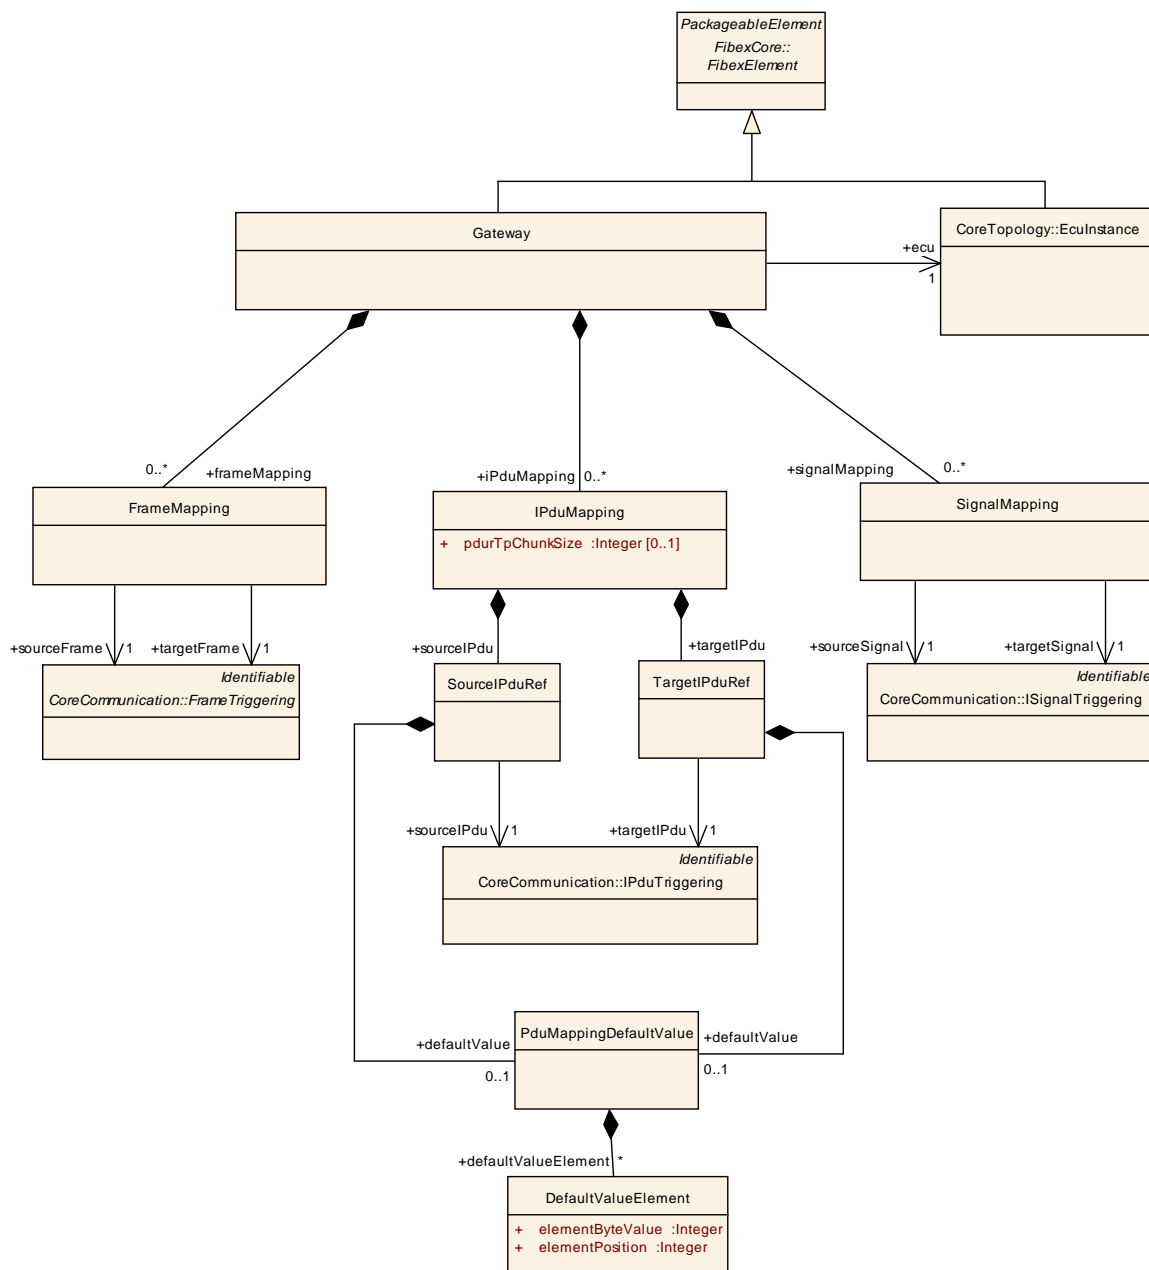 PackageableElement
FibexCore::
FibexElement
Gateway
CoreTopology::EcuInstance
+ecu
1
0..*
+frameMapping
+iPduMapping
0..*
+signalMapping
0..*
FrameMapping
IPduMapping
+ pdurTpChunkSize :Integer [0..1]
SignalMapping
+sourceFrame
1
+targetFrame
1
+sourceIPdu
+targetIPdu
+sourceSignal
1
+targetSignal
1
Identifiable
CoreCommunication::FrameTriggering
SourceIPduRef
TargetIPduRef
Identifiable
CoreCommunication::ISignalTriggering
+sourceIPdu
1
+targetIPdu
1
Identifiable
CoreCommunication::IPduTriggering
PduMappingDefaultValue
+defaultValue
0..1
+defaultValue
0..1
+defaultValueElement
*
DefaultValueElement
+ elementByteValue :Integer
+ elementPosition :Integer